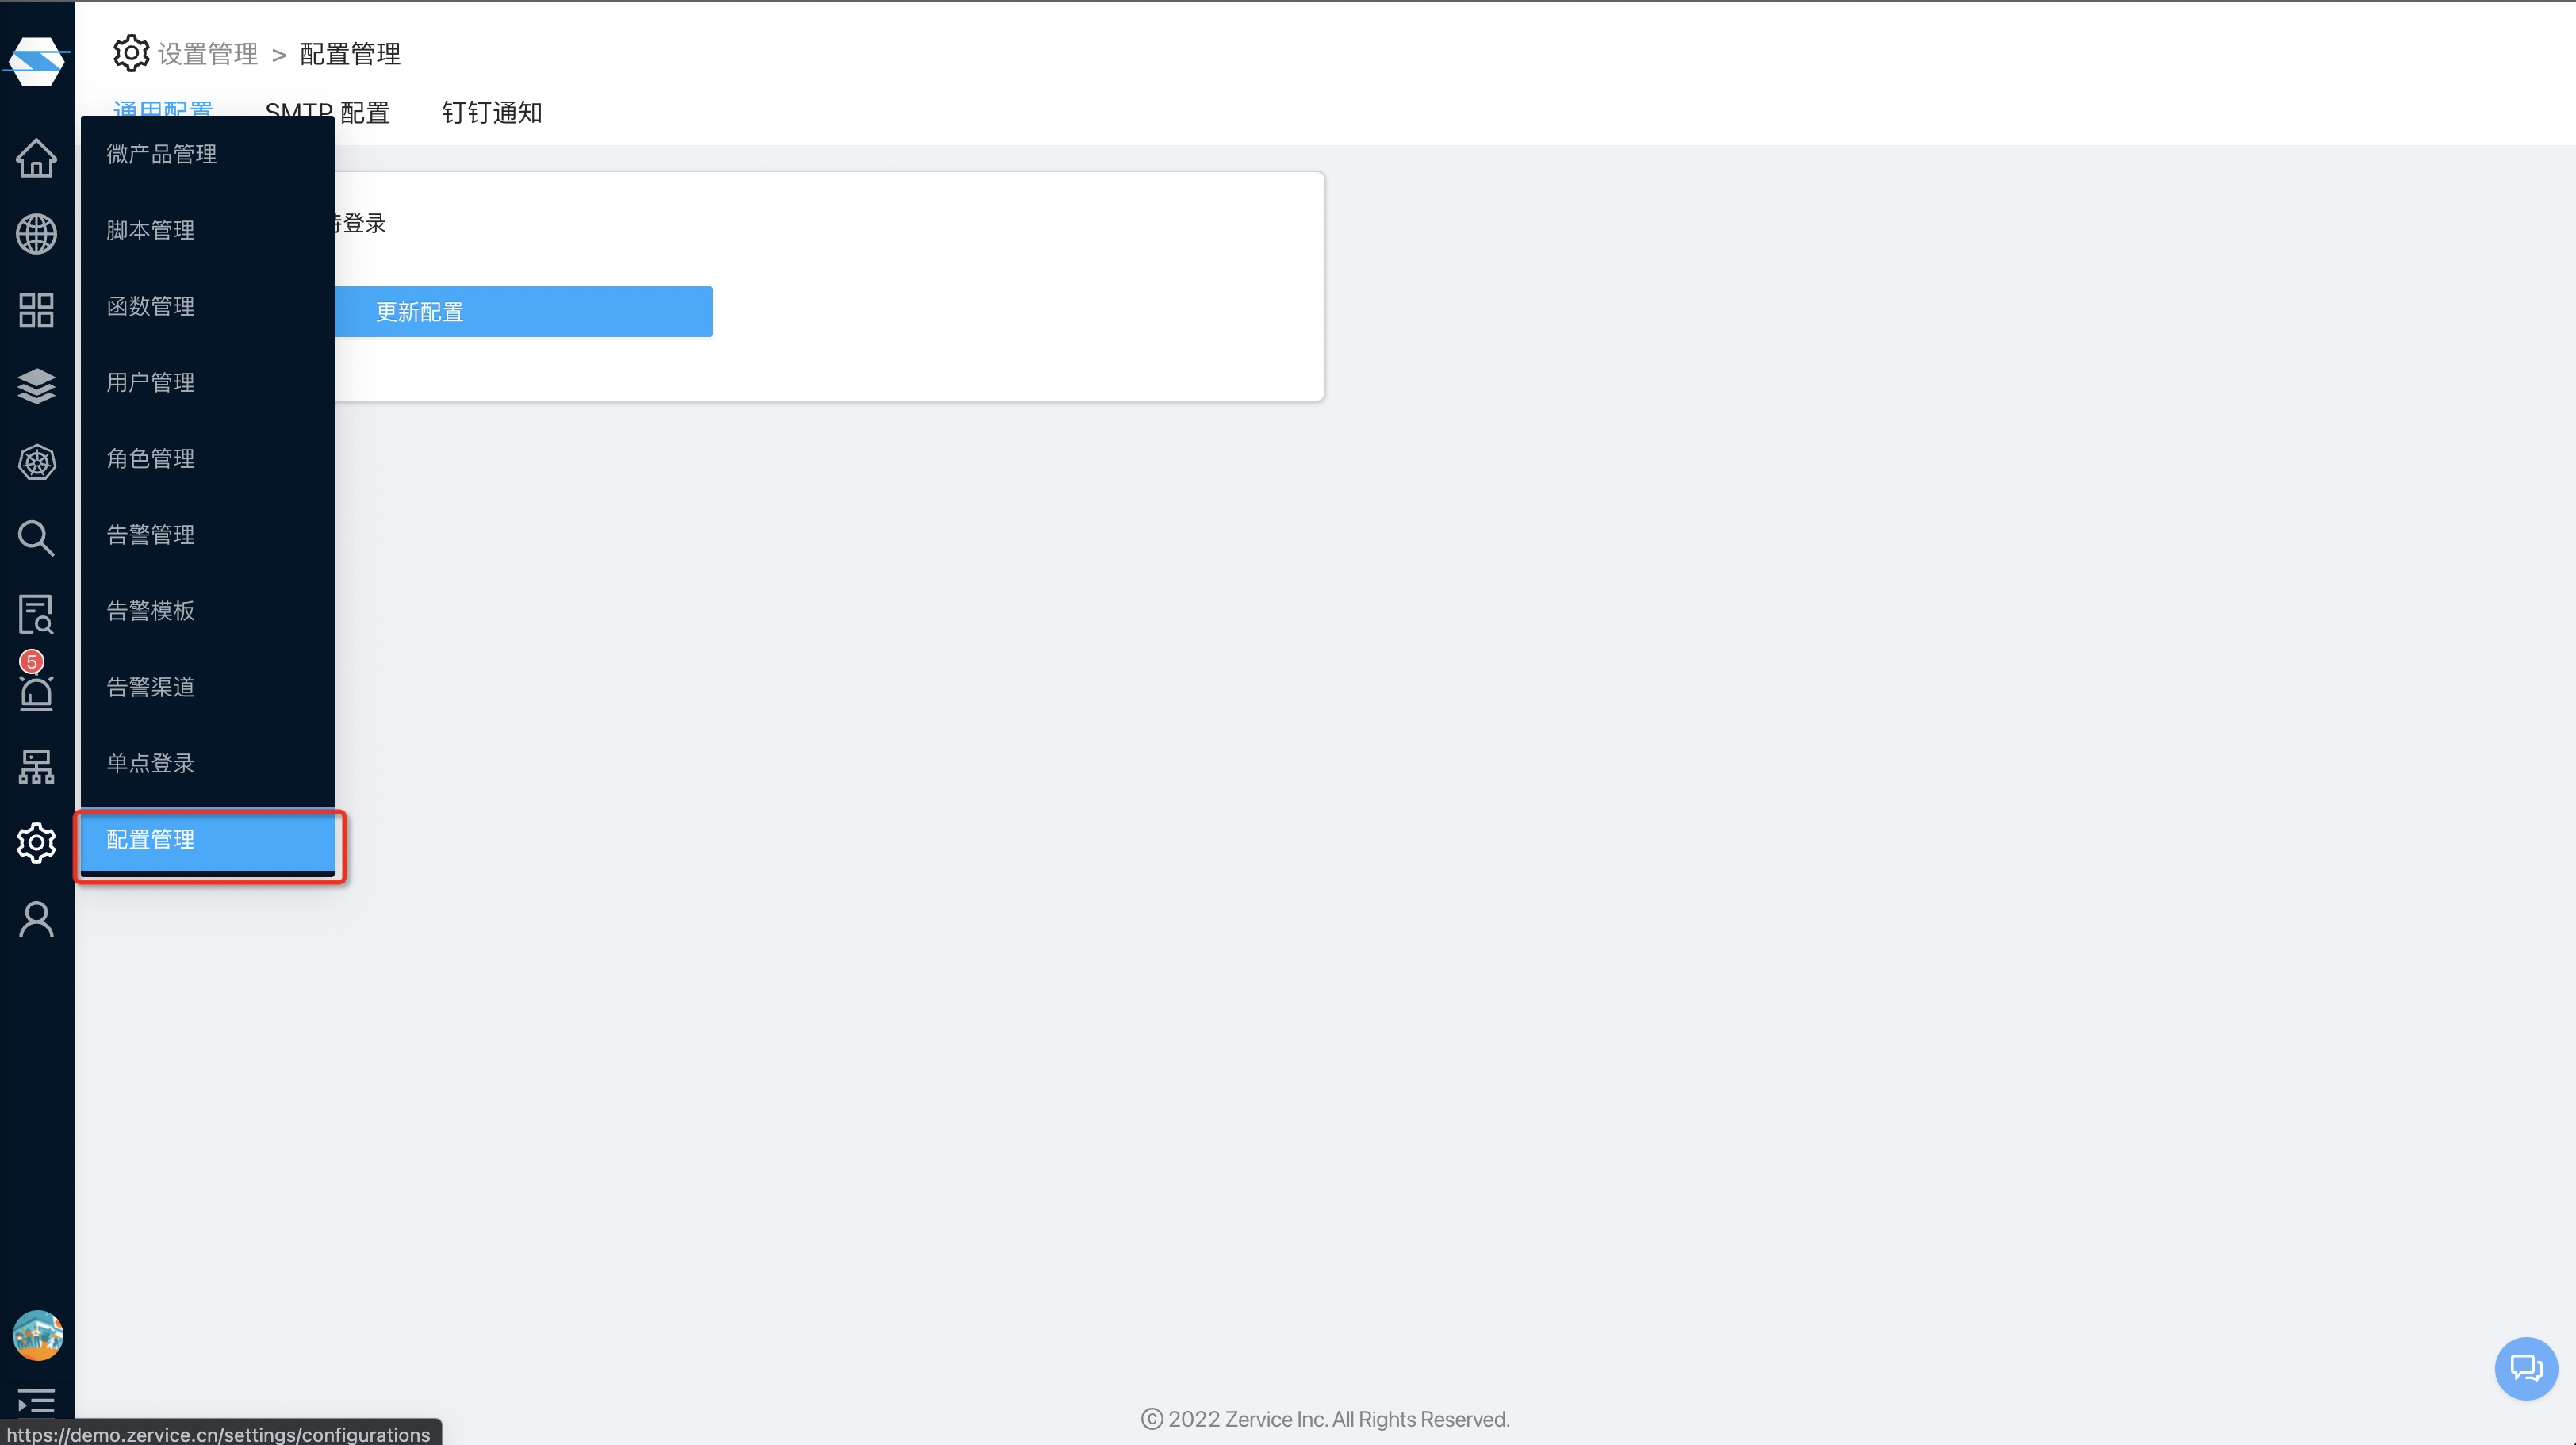 设置管理 > 配置管理
通用配置 SMTP 配置 钉钉通知
微产品管理
脚本管理
登录
函数管理
更新配置
用户管理
角色管理
告警管理
告警模板
5
告警渠道
单点登录
配置管理
© 2022 Zervice Inc. All Rights Reserved.
https://demo.zervice.cn/settings/configurations